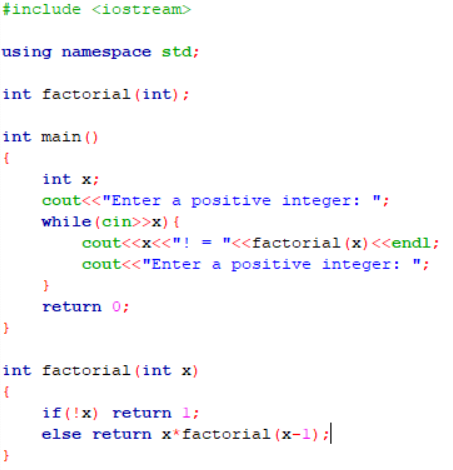 #include <iostream>
using namespace std;
int factorial(int);
int main()
{
    int x;
    cout<<"Enter a positive integer: ";
    while(cin>>x){
        cout<<x<<"! = "<<factorial(x)<<endl;
        cout<<"Enter a positive integer: ";
    }
    return 0;
}
int factorial(int x)
{
    if(!x) return 1;
    else return x*factorial(x-1);
}